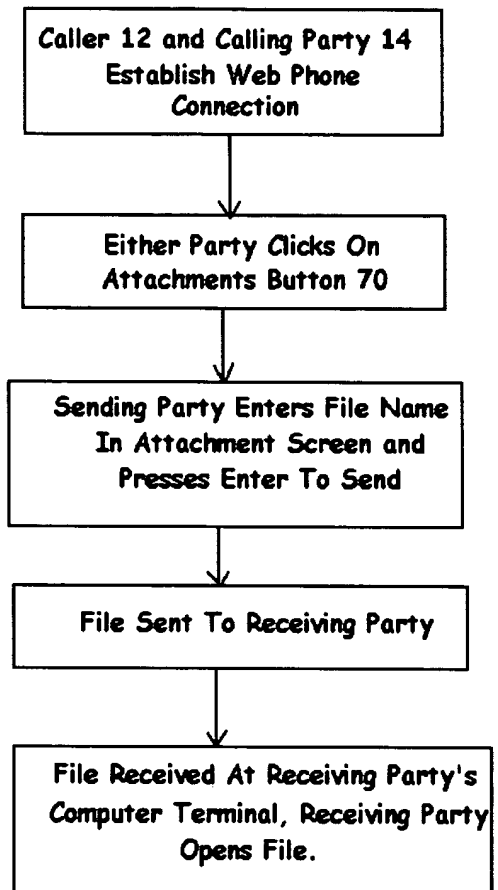 Caller 12 and Calling Party 14
Establish Web Phone
Connection
Either Party Clicks On
Attachments Button 70
Sending Party Enters File Name
In Attachment Screen and
Presses Enter To Send
File Sent To Receiving Party
File Received At Receiving Party's
Computer Terminal, Receiving Party
Opens File.